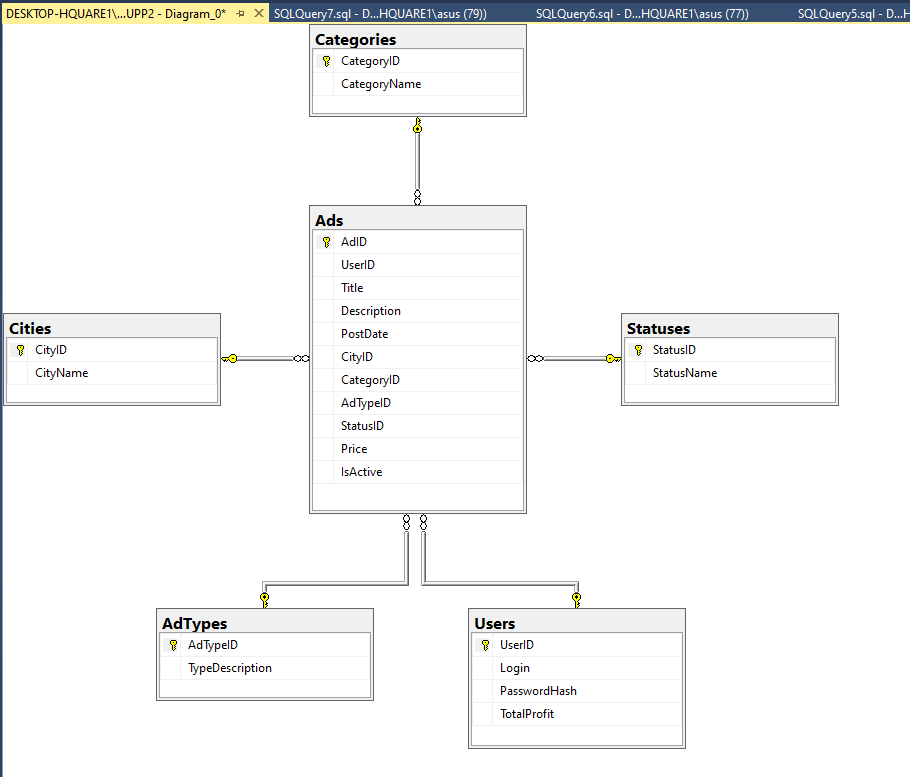 DESKTOP-HQUARE1\...UPP2 - Diagram_0*
SQLQuery7.sql - D...HQUARE1\asus (79))
SQLQuery6.sql - D...HQUARE1\asus (77))
SQLQuery5.sql - D...H
Categories
CategoryID
CategoryName
Ads
AdID
UserID
Title
Description
PostDate
CityID
CategoryID
AdTypeID
StatusID
Price
IsActive
Cities
CityID
CityName
Statuses
StatusID
StatusName
AdTypes
AdTypeID
TypeDescription
Users
UserID
Login
PasswordHash
TotalProfit